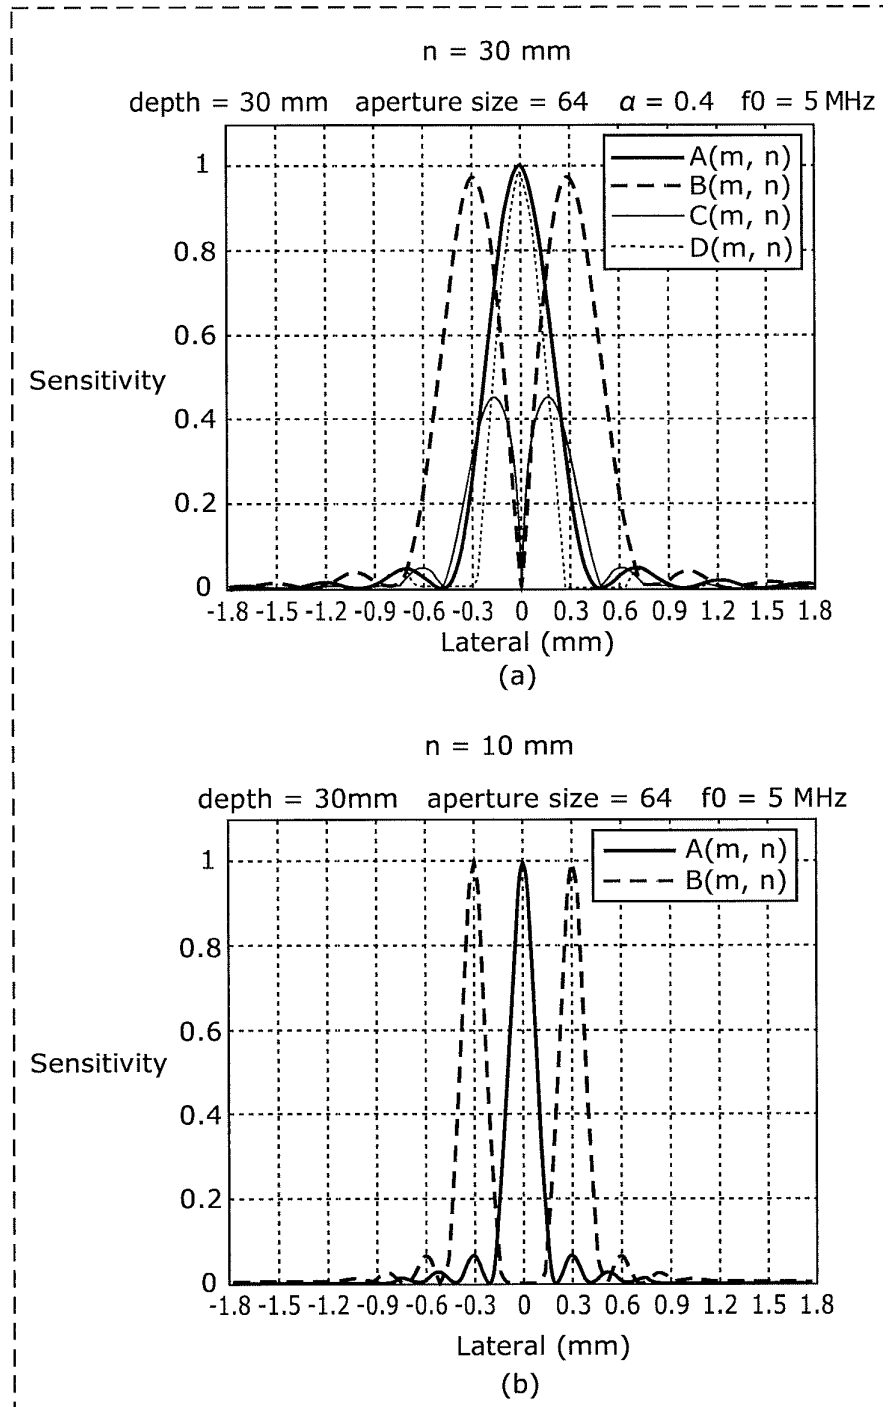 n = 30 mm
depth = 30 mm aperture size = 64 α = 0.4 f0 = 5 MHz
A(m, n)
B(m, n)
C(m, n)
D(m, n)
1
0.8
0.6
Sensitivity
0.4
0.2
0
-1.8 -1.5 -1.2 -0.9 -0.6 -0.3 0 0.3 0.6 0.9 1.2 1.5 1.8
Lateral (mm)
(a)
n = 10 mm
depth = 30mm aperture size = 64 f0 = 5 MHz
A(m, n)
B(m, n)
1
0.8
0.6
Sensitivity
0.4
0.2
0
-1.8 -1.5 -1.2 -0.9 -0.6 -0.3 0 0.3 0.6 0.9 1.2 1.5 1.8
Lateral (mm)
(b)